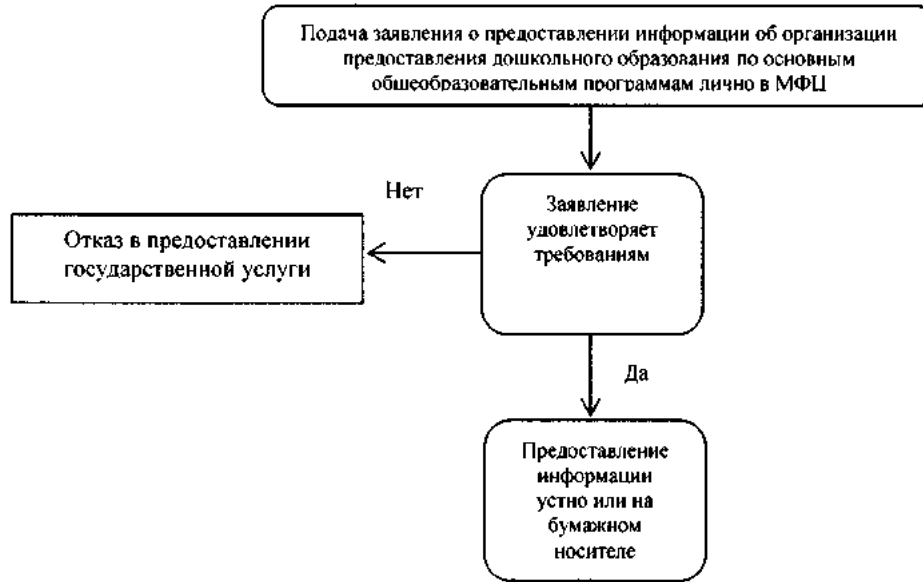 Подача заявления о предоставлении информации об организации
предоставления дошкольного образования по основным
общеобразовательным программам лично в МФЦ
Нет
Заявление
удовлетворяет
требованиям
Отказ в предоставлении
государственной услуги
Да
Предоставление
информации
устно или на
бумажном
носителе